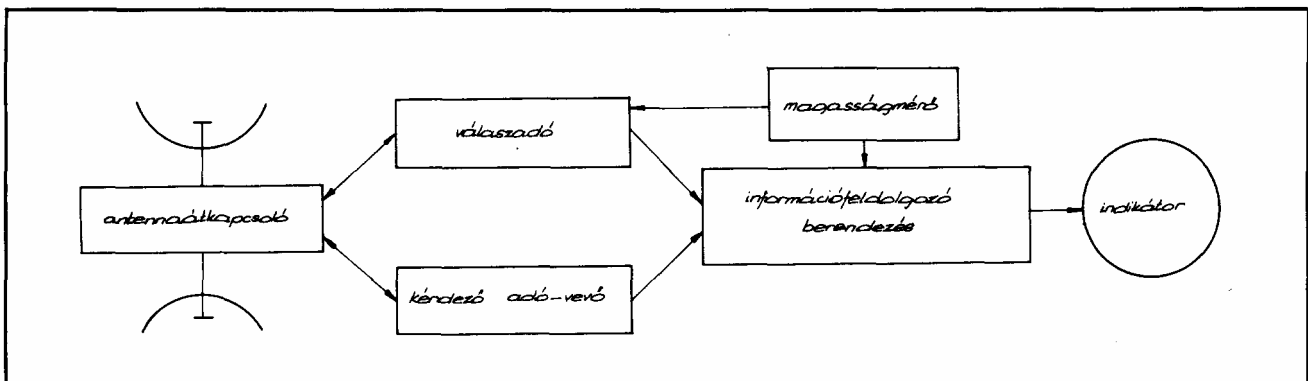 magasságmérő
válaszadó
antennaátkapcsoló
információfeldolgozó
berendezés
indikátor
kérdező adó-vevő